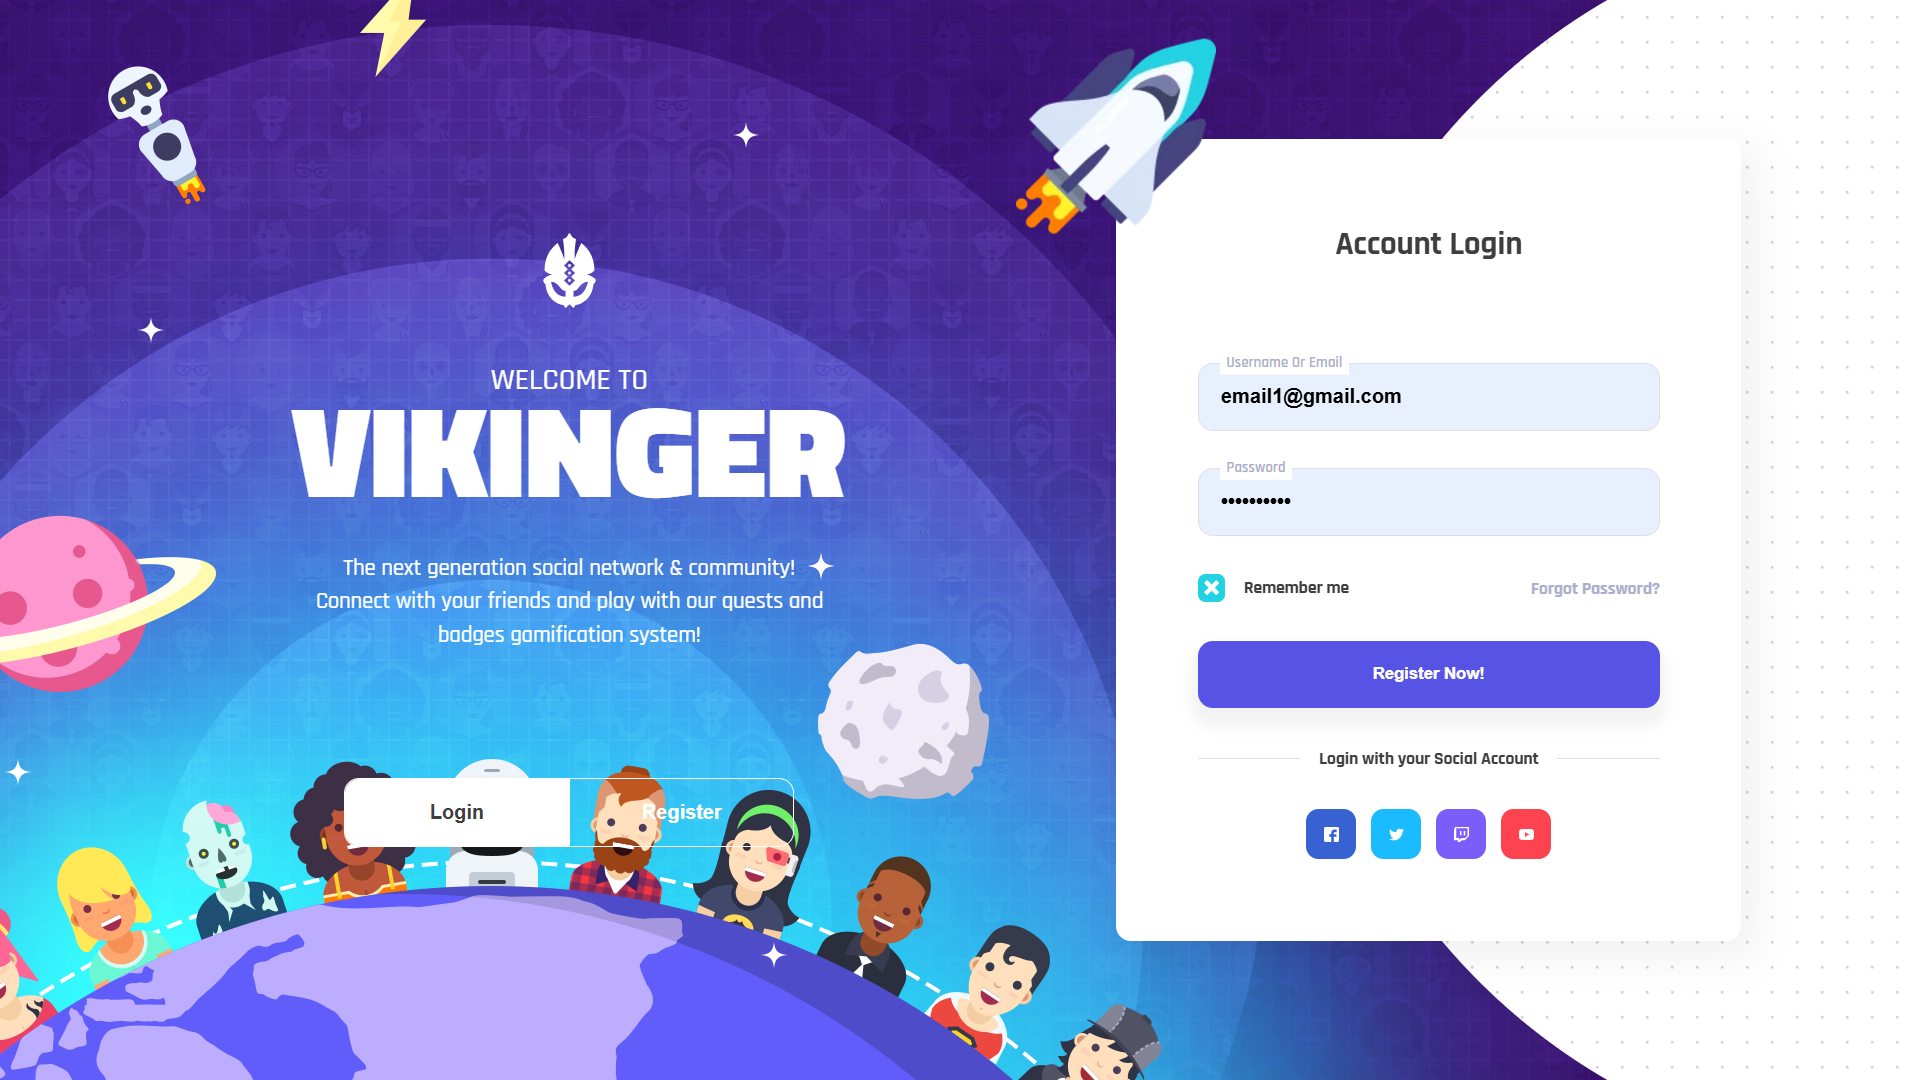 WELCOME TO
VIKINGER
The next generation social network & community!
Connect with your friends and play with our quests and
badges gamification system!
Login
Register
Account Login
Username Or Email
email1@gmail.com
Password
••••••••••
Remember me
Forgot Password?
Register Now!
Login with your Social Account